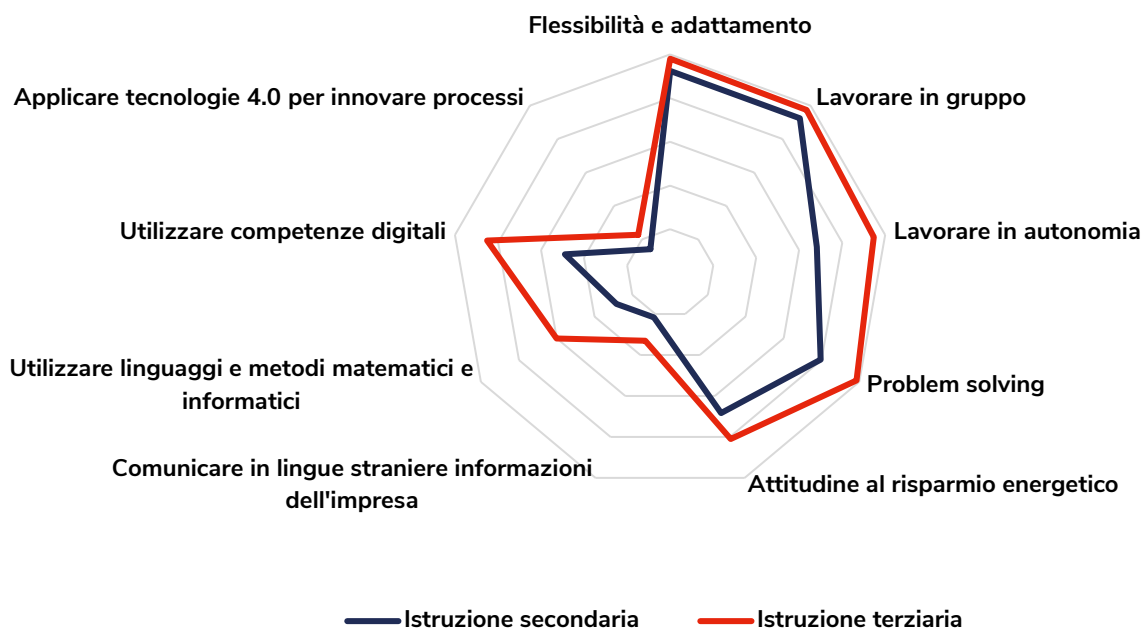 Flessibilità e adattamento
Applicare tecnologie 4.0 per innovare processi
Lavorare in gruppo
Utilizzare competenze digitali
Lavorare in autonomia
Utilizzare linguaggi e metodi matematici e
informatici
Problem solving
Comunicare in lingue straniere informazioni
dell'impresa
Attitudine al risparmio energetico
Istruzione secondaria
Istruzione terziaria